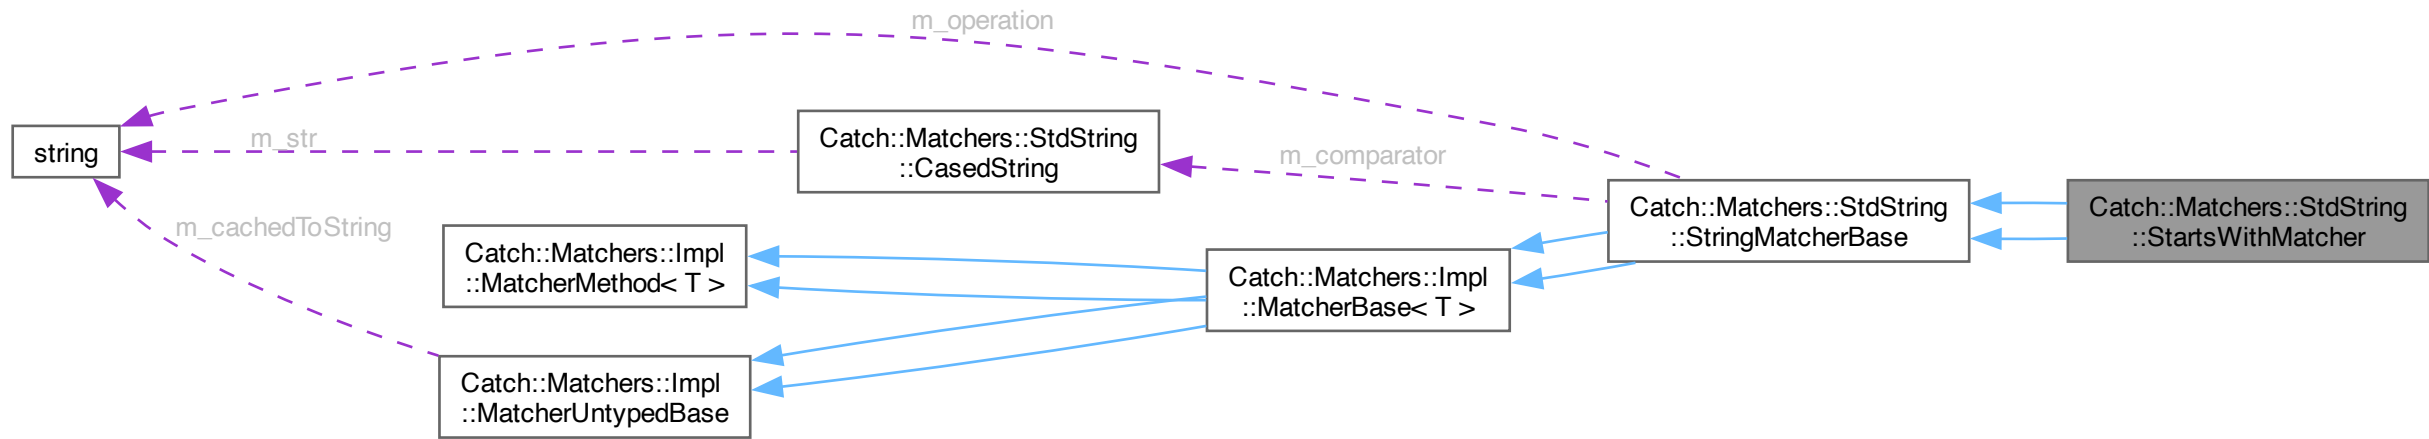 m_operation
string
m_str
Catch::Matchers::StdString
::CasedString
m_comparator
m_cachedToString
Catch::Matchers::Impl
::MatcherMethod< T >
Catch::Matchers::Impl
::MatcherUntypedBase
Catch::Matchers::Impl
::MatcherBase< T >
Catch::Matchers::StdString
::StringMatcherBase
Catch::Matchers::StdString
::StartsWithMatcher